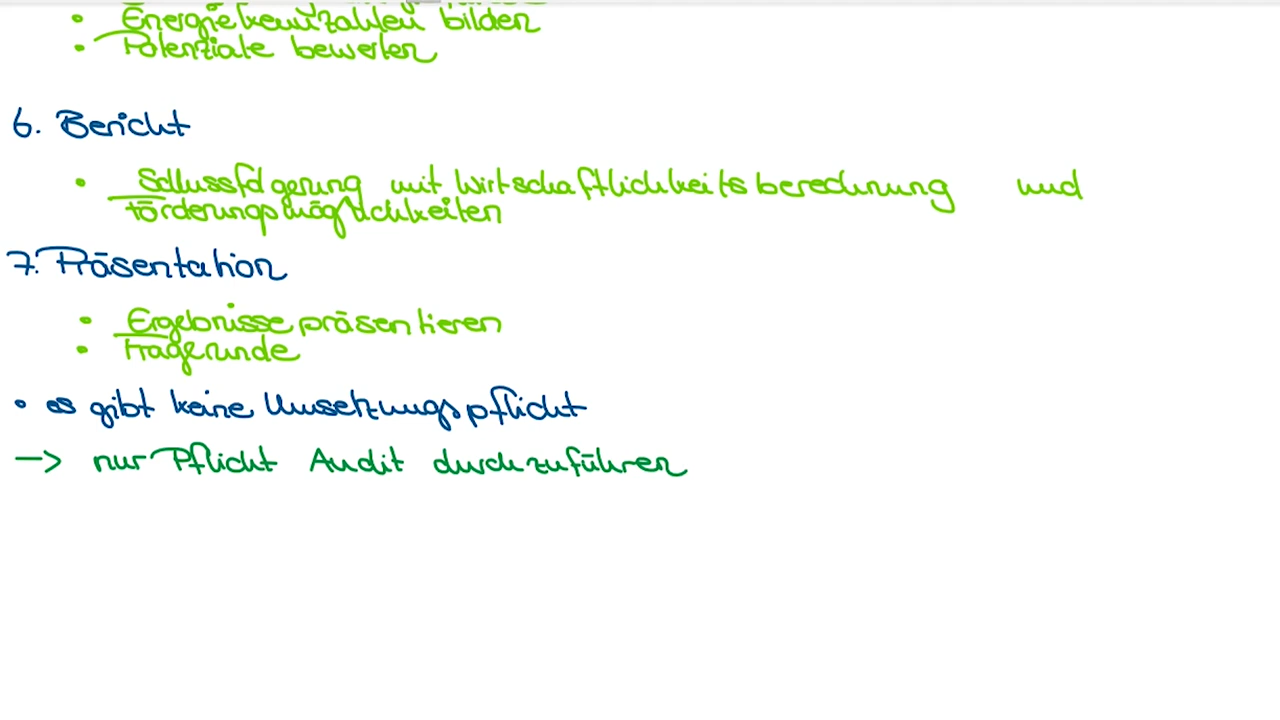 • Energiekennzahlen bilden
• Potenziale bewerten
6. Bericht
• Schlussfolgerung mit Wirtschaftlichkeitsberechnung und
Förderungsmöglichkeiten
7. Präsentation
• Ergebnisse präsentieren
• Fragerunde
• es gibt keine Umsetzungspflicht
-> nur Pflicht Audit durchzuführen